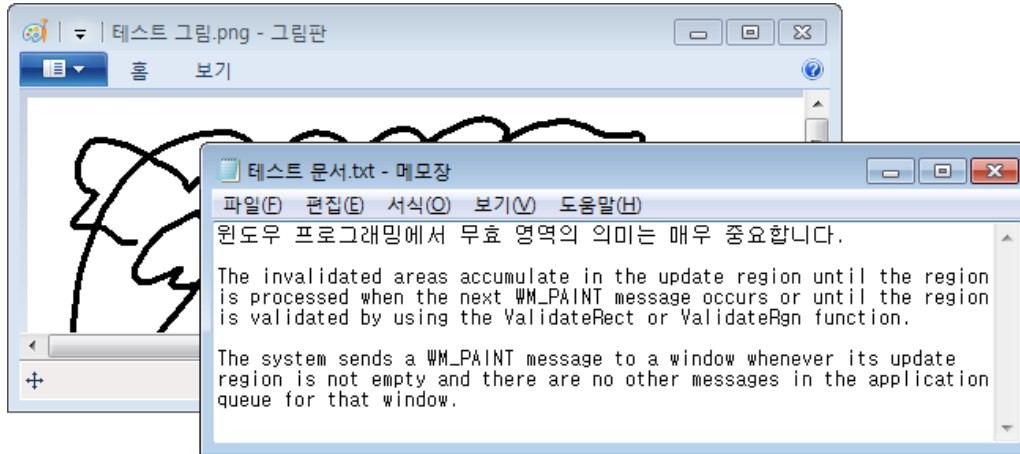 테스트 그림.png - 그림판
홈 보기
테스트 문서.txt - 메모장
파일(F) 편집(E) 서식(O) 보기(V) 도움말(H)
윈도우 프로그래밍에서 무효 영역의 의미는 매우 중요합니다.
The invalidated areas accumulate in the update region until the region
is processed when the next WM_PAINT message occurs or until the region
is validated by using the ValidateRect or ValidateRgn function.
The system sends a WM_PAINT message to a window whenever its update
region is not empty and there are no other messages in the application
queue for that window.